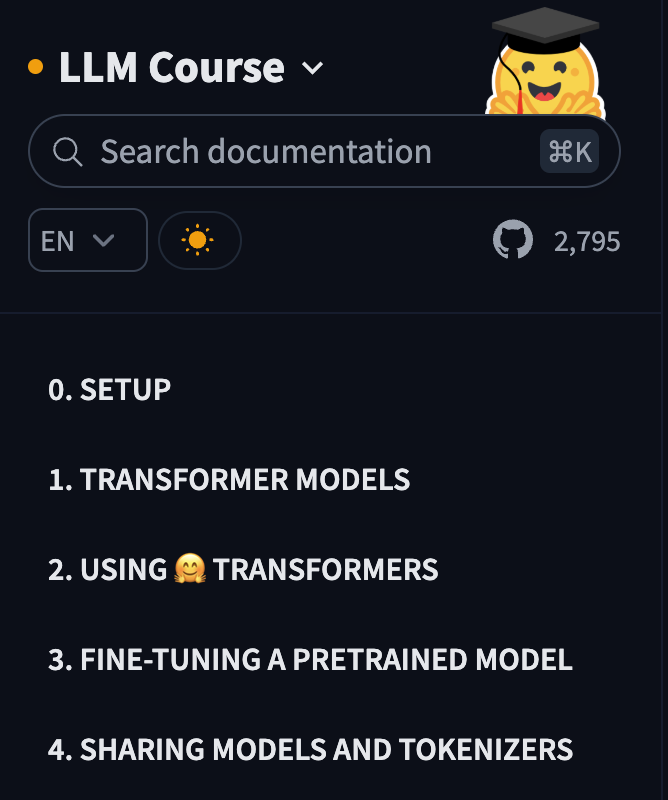 LLM Course
Search documentation ⌘K
EN 2,795
0. SETUP
1. TRANSFORMER MODELS
2. USING 🤗 TRANSFORMERS
3. FINE-TUNING A PRETRAINED MODEL
4. SHARING MODELS AND TOKENIZERS